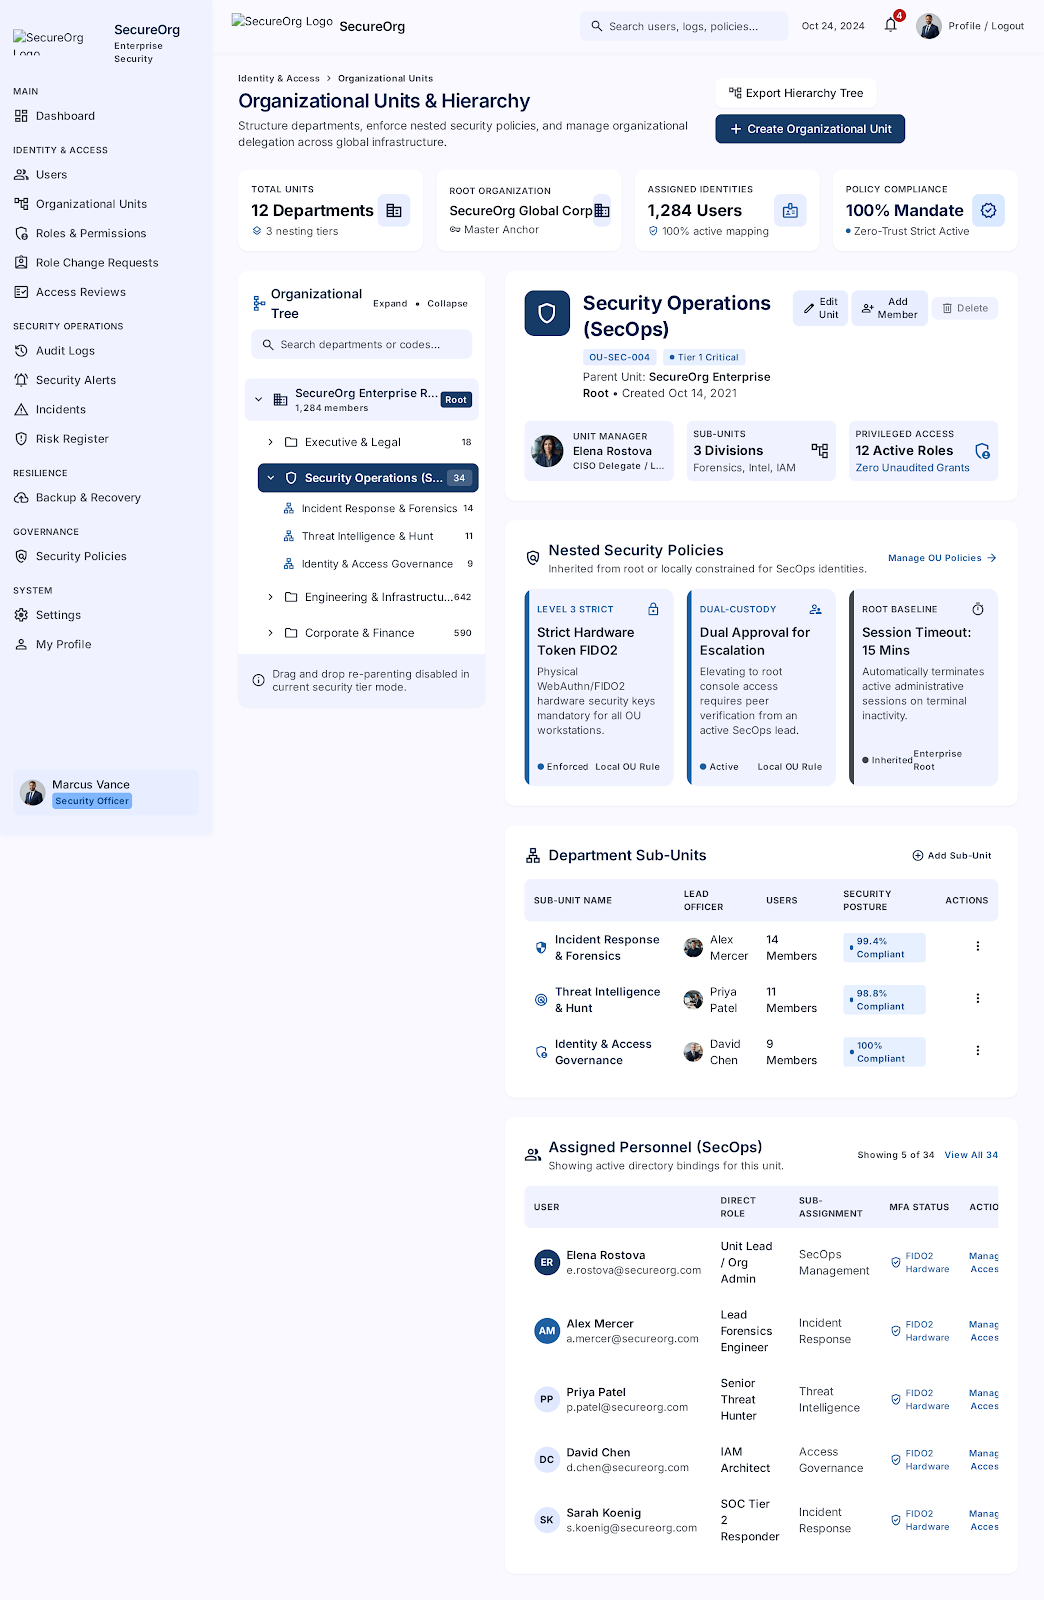 SecureOrg Logo
SecureOrg
Enterprise
Security
MAIN
Dashboard
IDENTITY & ACCESS
Users
Organizational Units
Roles & Permissions
Role Change Requests
Access Reviews
SECURITY OPERATIONS
Audit Logs
Security Alerts
Incidents
Risk Register
RESILIENCE
Backup & Recovery
GOVERNANCE
Security Policies
SYSTEM
Settings
My Profile
Marcus Vance
Security Officer
SecureOrg Logo
SecureOrg
Search users, logs, policies...
Oct 24, 2024
4
Profile / Logout
Identity & Access > Organizational Units
Organizational Units & Hierarchy
Structure departments, enforce nested security policies, and manage organizational
delegation across global infrastructure.
Export Hierarchy Tree
Create Organizational Unit
TOTAL UNITS
12 Departments
3 nesting tiers
ROOT ORGANIZATION
SecureOrg Global Corp
Master Anchor
ASSIGNED IDENTITIES
1,284 Users
100% active mapping
POLICY COMPLIANCE
100% Mandate
Zero-Trust Strict Active
Organizational
Tree
Expand • Collapse
Search departments or codes...
SecureOrg Enterprise R...
1,284 members
Root
Executive & Legal 18
Security Operations (S... 34
Incident Response & Forensics 14
Threat Intelligence & Hunt 11
Identity & Access Governance 9
Engineering & Infrastructu... 642
Corporate & Finance 590
Drag and drop re-parenting disabled in
current security tier mode.
Security Operations
(SecOps)
OU-SEC-004
Tier 1 Critical
Parent Unit: SecureOrg Enterprise
Root • Created Oct 14, 2021
Edit
Unit
Add
Member
Delete
UNIT MANAGER
Elena Rostova
CISO Delegate / L...
SUB-UNITS
3 Divisions
Forensics, Intel, IAM
PRIVILEGED ACCESS
12 Active Roles
Zero Unaudited Grants
Nested Security Policies
Inherited from root or locally constrained for SecOps identities.
Manage OU Policies
LEVEL 3 STRICT
Strict Hardware
Token FIDO2
Physical
WebAuthn/FIDO2
hardware security keys
mandatory for all OU
workstations.
Enforced Local OU Rule
DUAL-CUSTODY
Dual Approval for
Escalation
Elevating to root
console access
requires peer
verification from an
active SecOps lead.
Active Local OU Rule
ROOT BASELINE
Session Timeout:
15 Mins
Automatically terminates
active administrative
sessions on terminal
inactivity.
Inherited
Enterprise
Root
Department Sub-Units
Add Sub-Unit
SUB-UNIT NAME
LEAD
OFFICER
USERS
SECURITY
POSTURE
ACTIONS
Incident Response
& Forensics
Alex
Mercer
14
Members
99.4%
Compliant
Threat Intelligence
& Hunt
Priya
Patel
11
Members
98.8%
Compliant
Identity & Access
Governance
David
Chen
9
Members
100%
Compliant
Assigned Personnel (SecOps)
Showing active directory bindings for this unit.
Showing 5 of 34
View All 34
USER
DIRECT
ROLE
SUB-
ASSIGNMENT
MFA STATUS
ACTIO
ER
Elena Rostova
e.rostova@secureorg.com
Unit Lead
/ Org
Admin
SecOps
Management
FIDO2
Hardware
Manag
Acces
AM
Alex Mercer
a.mercer@secureorg.com
Lead
Forensics
Engineer
Incident
Response
FIDO2
Hardware
Manag
Acces
PP
Priya Patel
p.patel@secureorg.com
Senior
Threat
Hunter
Threat
Intelligence
FIDO2
Hardware
Manag
Acces
DC
David Chen
d.chen@secureorg.com
IAM
Architect
Access
Governance
FIDO2
Hardware
Manag
Acces
SK
Sarah Koenig
s.koenig@secureorg.com
SOC Tier
2
Responder
Incident
Response
FIDO2
Hardware
Manag
Acces